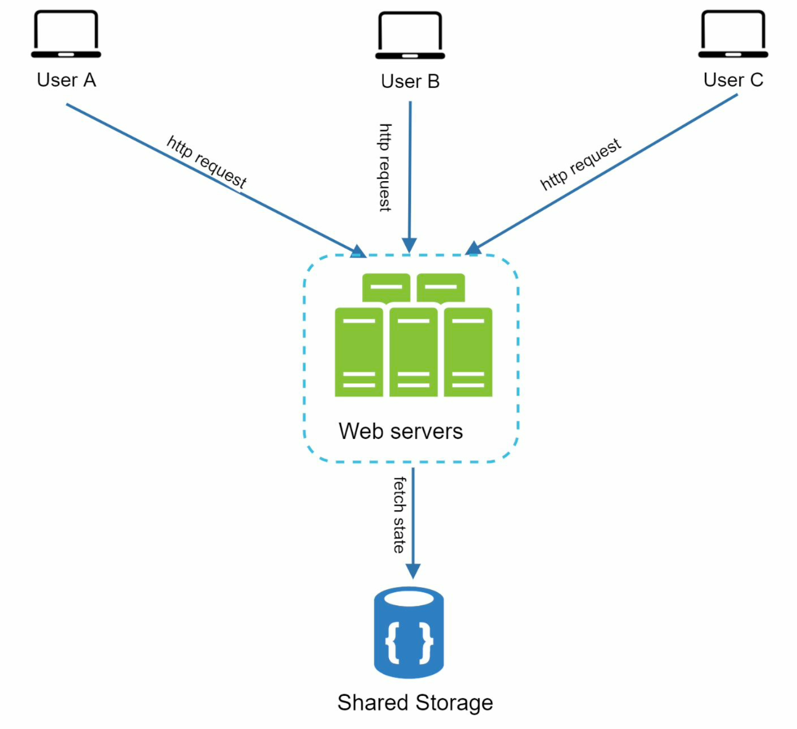 User A
User B
User C
http request
http request
http request
Web servers
fetch state
{ }
Shared Storage